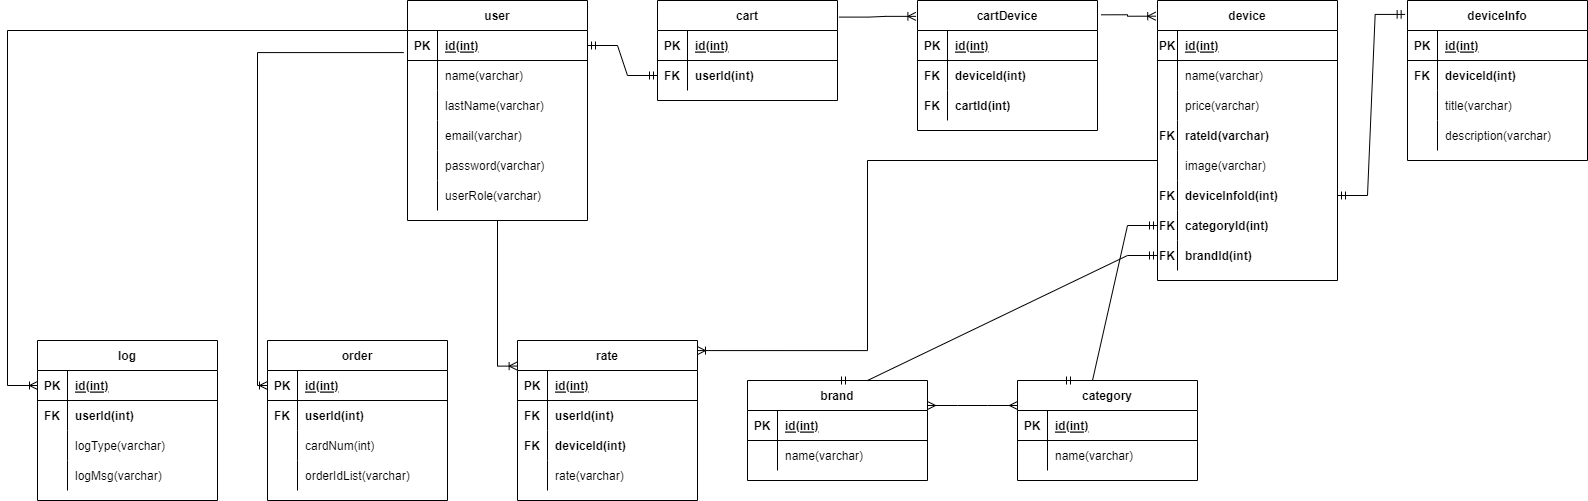 user
PK id(int)
name(varchar)
lastName(varchar)
email(varchar)
password(varchar)
userRole(varchar)
cart
PK id(int)
FK userId(int)
cartDevice
PK id(int)
FK deviceId(int)
FK cartId(int)
device
PK id(int)
name(varchar)
price(varchar)
FK rateId(varchar)
image(varchar)
FK deviceInfoId(int)
FK categoryId(int)
FK brandId(int)
deviceInfo
PK id(int)
FK deviceId(int)
title(varchar)
description(varchar)
log
PK id(int)
FK userId(int)
logType(varchar)
logMsg(varchar)
order
PK id(int)
FK userId(int)
cardNum(int)
orderIdList(varchar)
rate
PK id(int)
FK userId(int)
FK deviceId(int)
rate(varchar)
brand
PK id(int)
name(varchar)
category
PK id(int)
name(varchar)